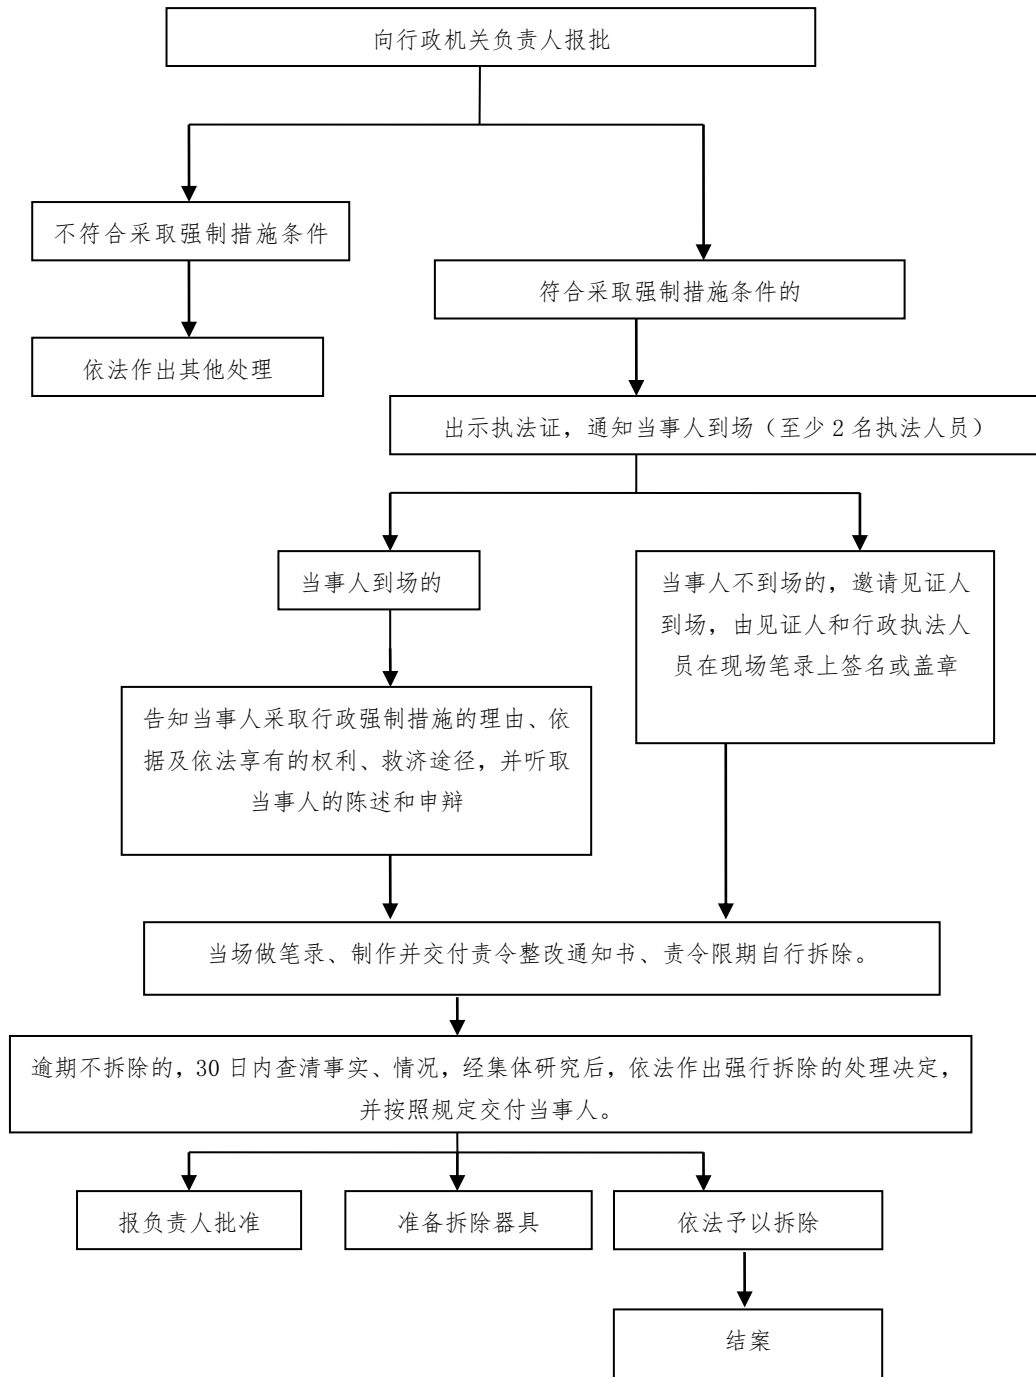 向行政机关负责人报批
不符合采取强制措施条件
符合采取强制措施条件的
依法作出其他处理
出示执法证，通知当事人到场（至少 2 名执法人员）
当事人到场的
当事人不到场的，邀请见证人
到场，由见证人和行政执法人
员在现场笔录上签名或盖章
告知当事人采取行政强制措施的理由、依
据及依法享有的权利、救济途径，并听取
当事人的陈述和申辩
当场做笔录、制作并交付责令整改通知书、责令限期自行拆除。
逾期不拆除的，30 日内查清事实、情况，经集体研究后，依法作出强行拆除的处理决定，
并按照规定交付当事人。
报负责人批准
准备拆除器具
依法予以拆除
结案